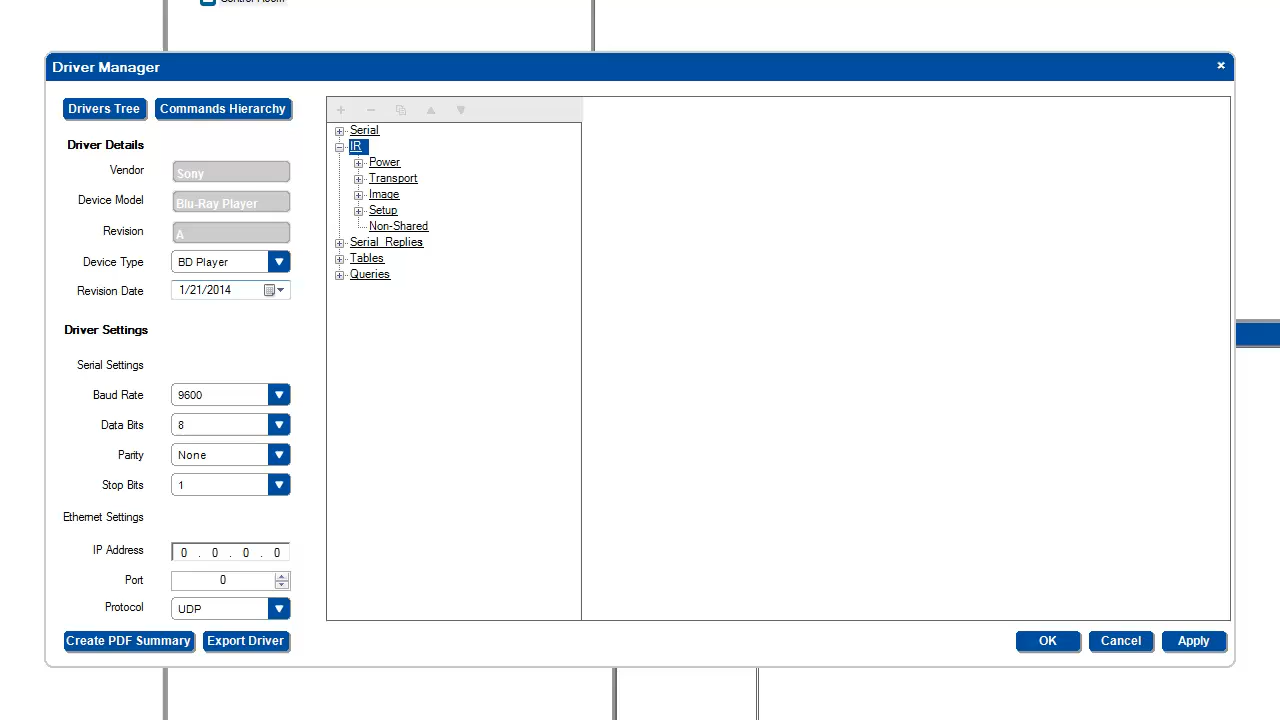 Control Room
Driver Manager
×
Drivers Tree
Commands Hierarchy
Driver Details
Vendor
Sony
Device Model
Blu-Ray Player
Revision
A
Device Type
BD Player
Revision Date
1/21/2014
Driver Settings
Serial Settings
Baud Rate
9600
Data Bits
8
Parity
None
Stop Bits
1
Ethernet Settings
IP Address
0 . 0 . 0 . 0
Port
0
Protocol
UDP
Create PDF Summary
Export Driver
Serial
IR
Power
Transport
Image
Setup
Non-Shared
Serial_Replies
Tables
Queries
OK
Cancel
Apply